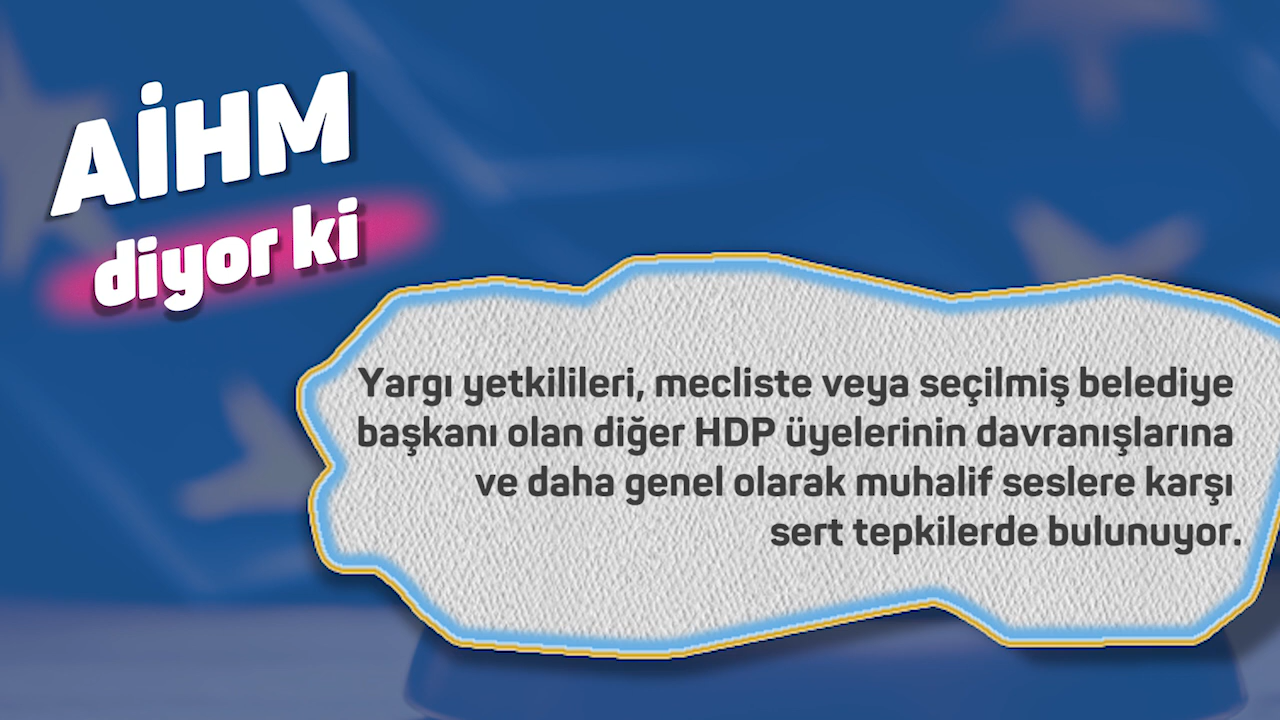 AİHM
diyor ki
Yargı yetkilileri, mecliste veya seçilmiş belediye
başkanı olan diğer HDP üyelerinin davranışlarına
ve daha genel olarak muhalif seslere karşı
sert tepkilerde bulunuyor.